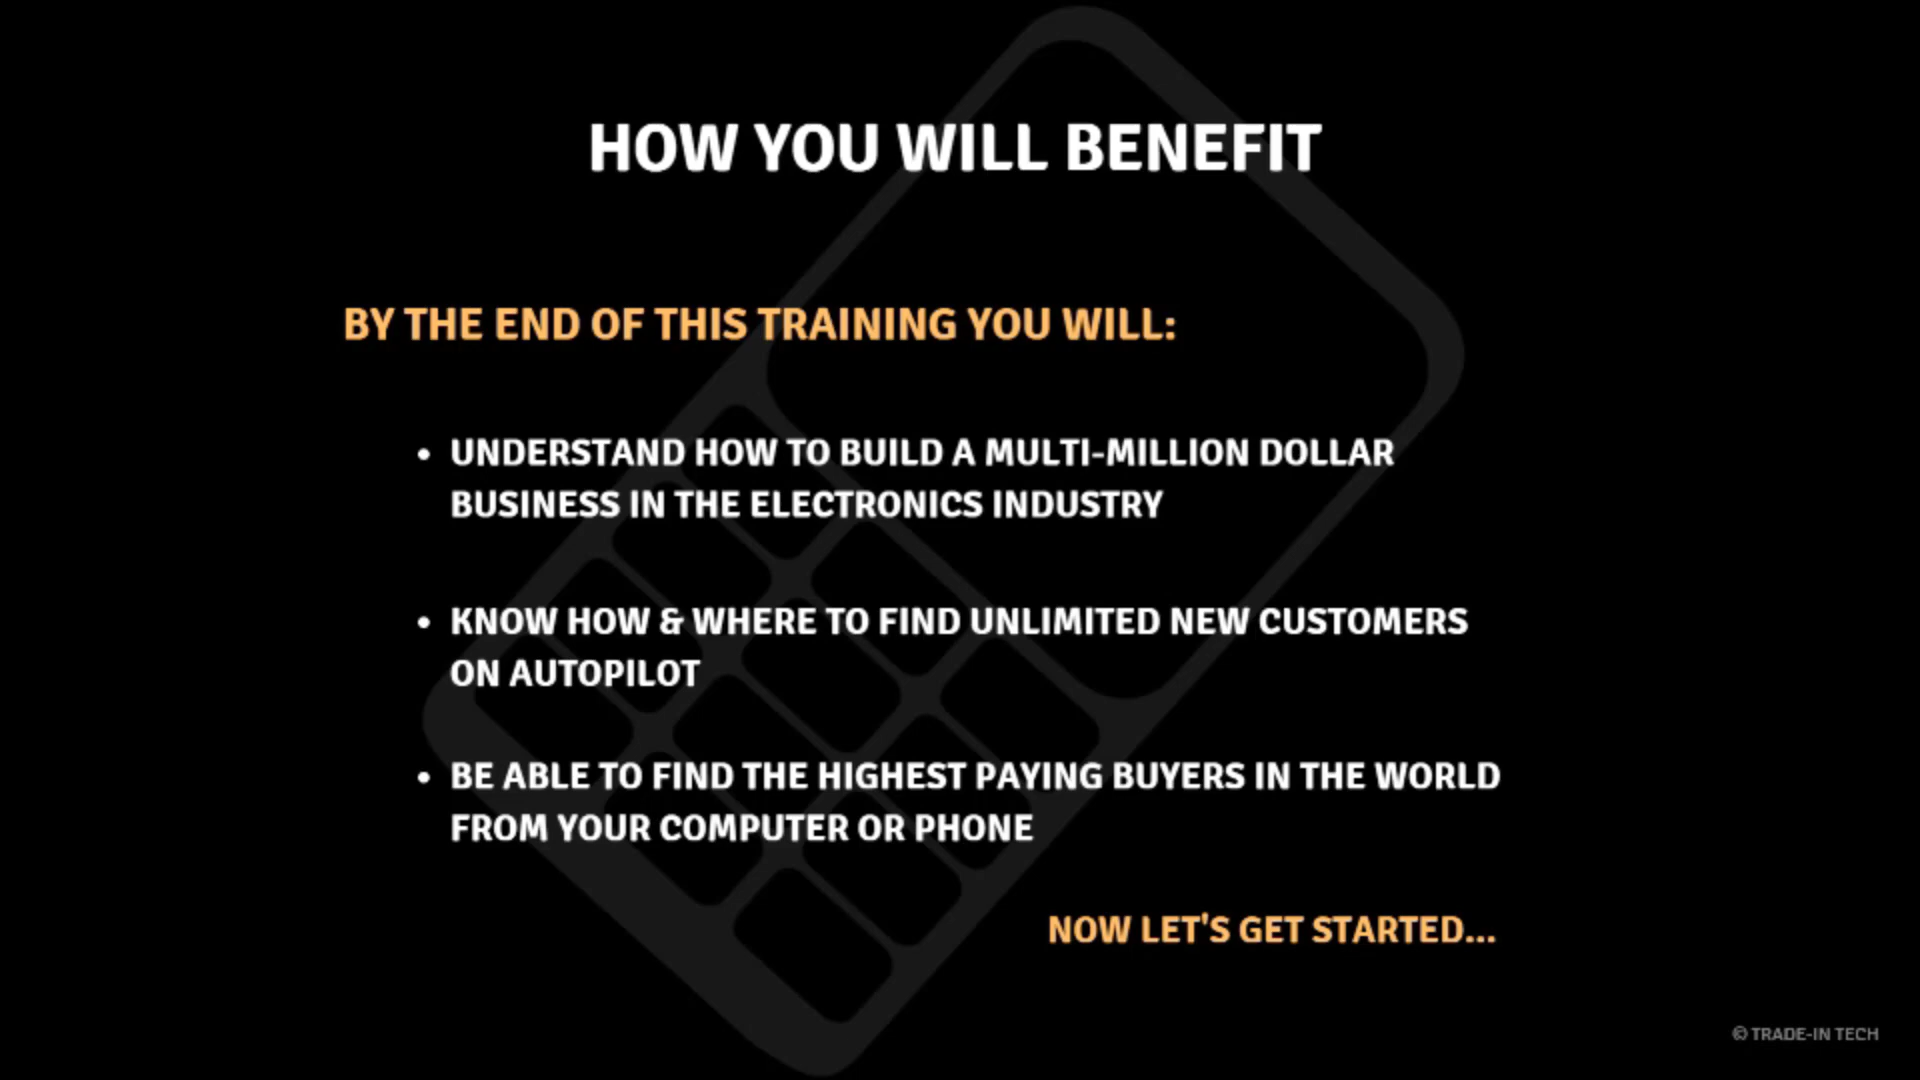 HOW YOU WILL BENEFIT
BY THE END OF THIS TRAINING YOU WILL:
• UNDERSTAND HOW TO BUILD A MULTI-MILLION DOLLAR
BUSINESS IN THE ELECTRONICS INDUSTRY
• KNOW HOW & WHERE TO FIND UNLIMITED NEW CUSTOMERS
ON AUTOPILOT
• BE ABLE TO FIND THE HIGHEST PAYING BUYERS IN THE WORLD
FROM YOUR COMPUTER OR PHONE
NOW LET'S GET STARTED...
© TRADE-IN TECH